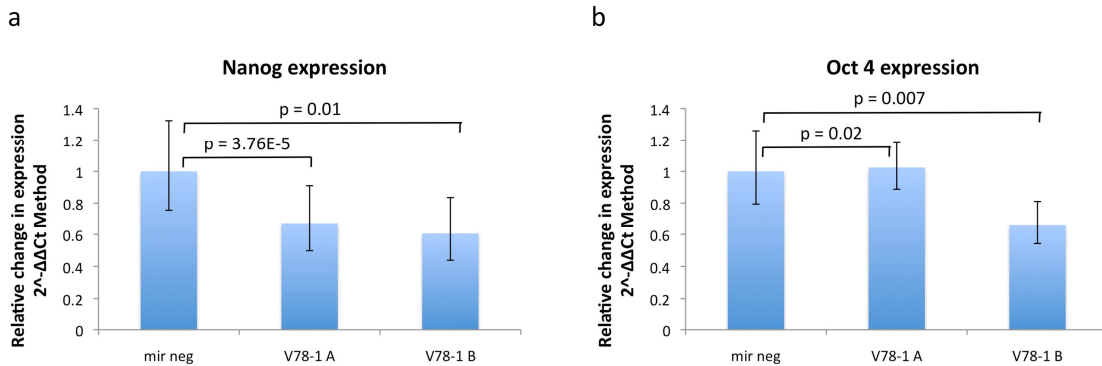 a
Nanog expression
Relative change in expression
2^-ΔΔCt Method
1.4
1.2
1
0.8
0.6
0.4
0.2
0
p = 0.01
p = 3.76E-5
mir neg
V78-1 A
V78-1 B
b
Oct 4 expression
Relative change in expression
2^-ΔΔCt Method
1.4
1.2
1
0.8
0.6
0.4
0.2
0
p = 0.007
p = 0.02
mir neg
V78-1 A
V78-1 B